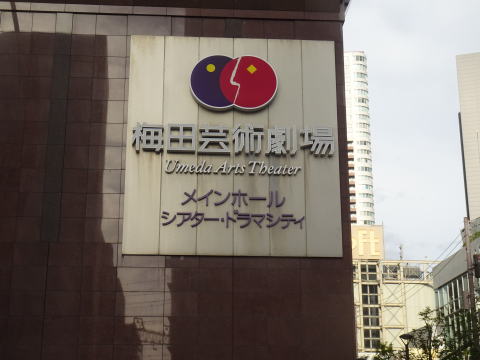 梅田芸術劇場
Umeda Arts Theater
メインホール
シアター・ドラマシティ